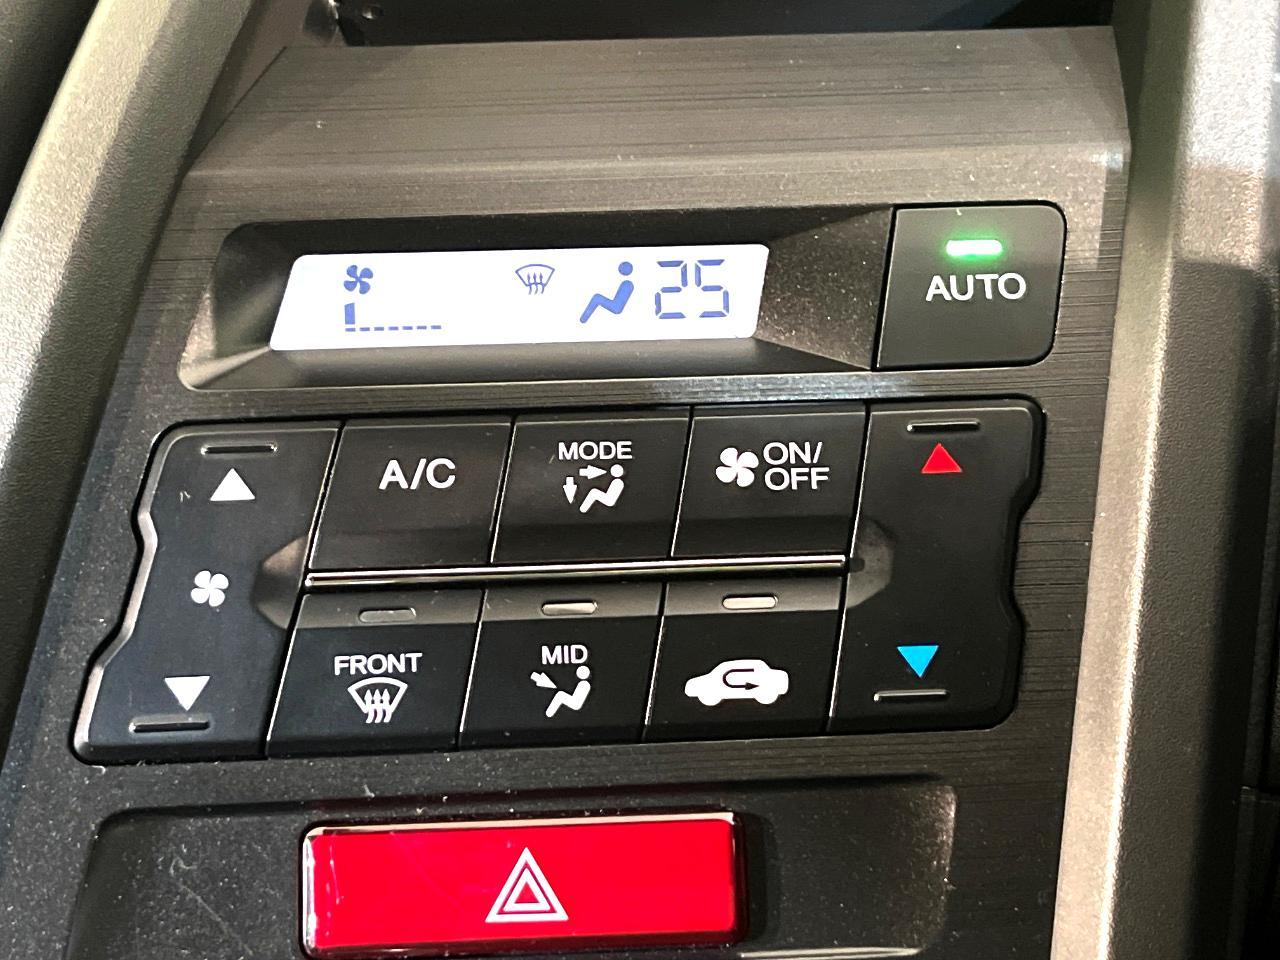 25
AUTO
A/C
MODE
ON/
OFF
FRONT
MID